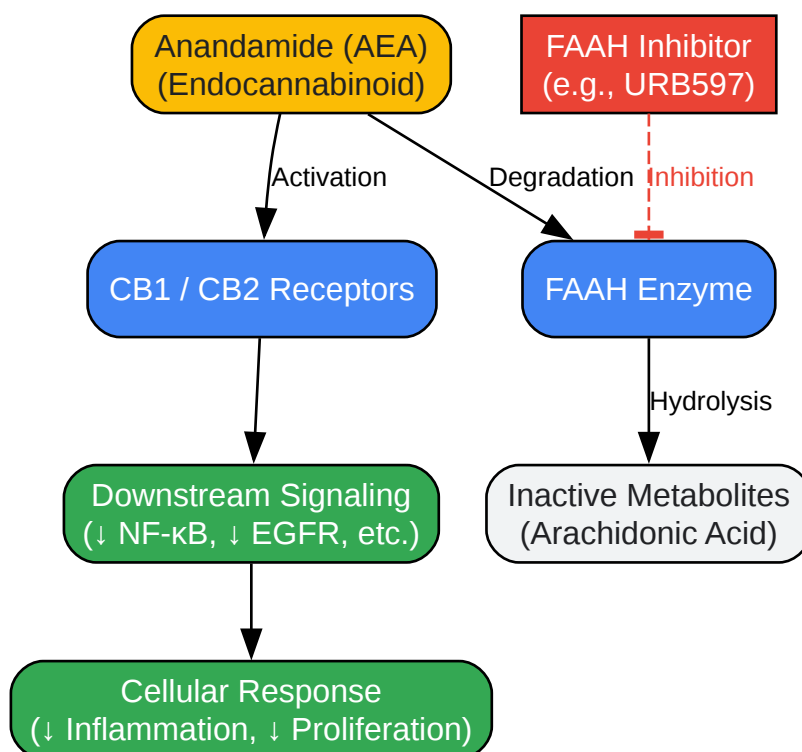 Anandamide (AEA)
(Endocannabinoid)
FAAH Inhibitor
(e.g., URB597)
Activation
Degradation
Inhibition
CB1 / CB2 Receptors
FAAH Enzyme
Hydrolysis
Downstream Signaling
(↓ NF-κB, ↓ EGFR, etc.)
Inactive Metabolites
(Arachidonic Acid)
Cellular Response
(↓ Inflammation, ↓ Proliferation)